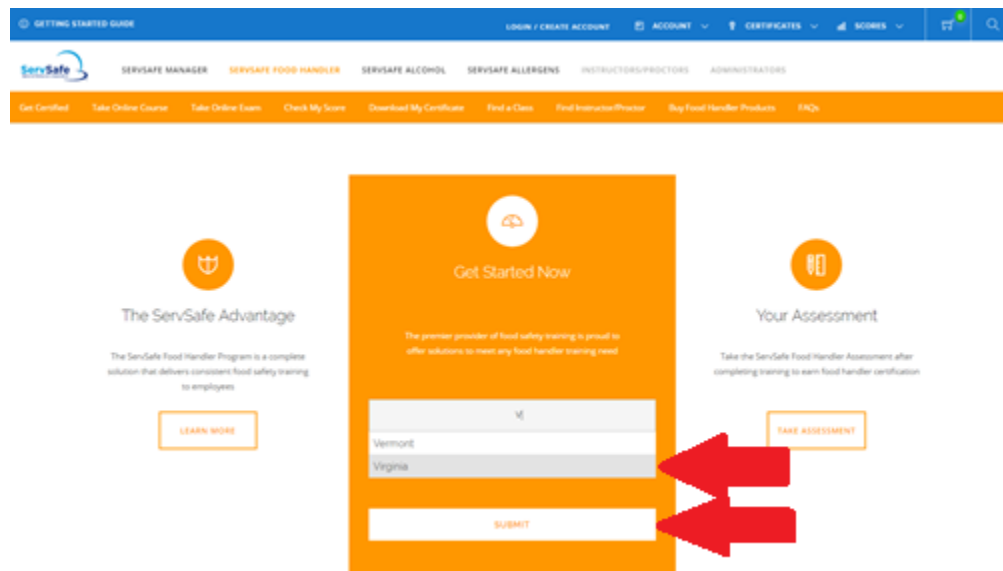 GETTING STARTED GUIDE
LOGIN / CREATE ACCOUNT ACCOUNT CERTIFICATES SCORES
0
ServSafe
SERVSAFE MANAGER SERVSAFE FOOD HANDLER SERVSAFE ALCOHOL SERVSAFE ALLERGENS INSTRUCTORS/PROCTORS ADMINISTRATORS
Get Certified Take Online Course Take Online Exam Check My Score Download My Certificate Find a Class Find Instructor/Proctor Buy Food Handler Products FAQs
The ServSafe Advantage
The ServSafe Food Handler Program is a complete
solution that delivers consistent food safety training
to employees
LEARN MORE
Get Started Now
The premier provider of food safety training is proud to
offer solutions to meet any food handler training need
V
Vermont
Virginia
SUBMIT
Your Assessment
Take the ServSafe Food Handler Assessment after
completing training to earn food handler certification
TAKE ASSESSMENT